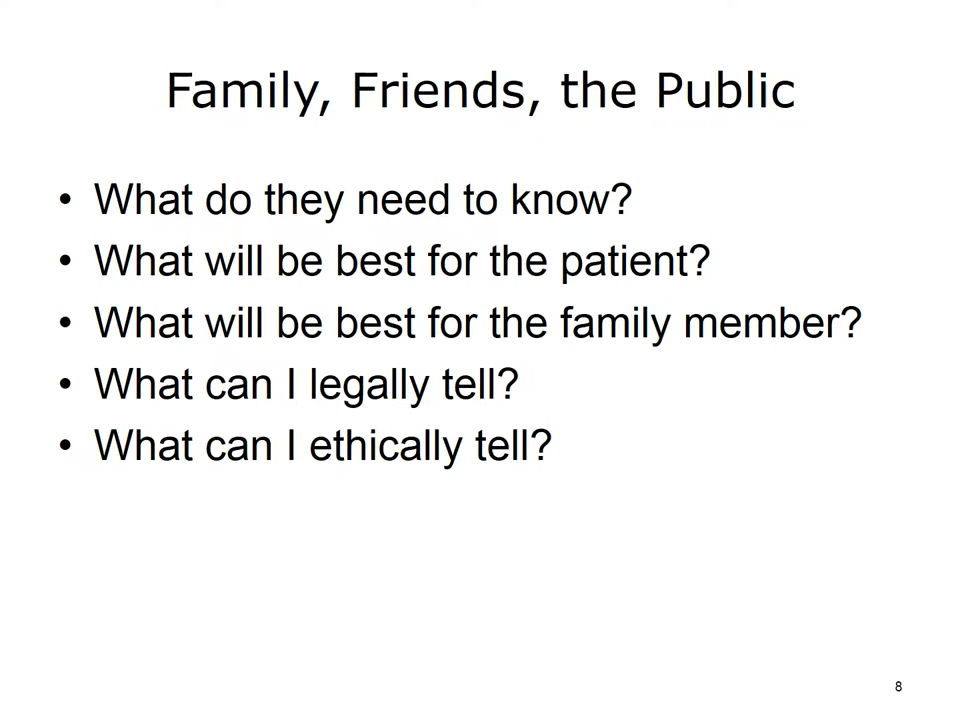 Family, Friends, the Public
• What do they need to know?
• What will be best for the patient?
• What will be best for the family member?
• What can I legally tell?
• What can I ethically tell?
8